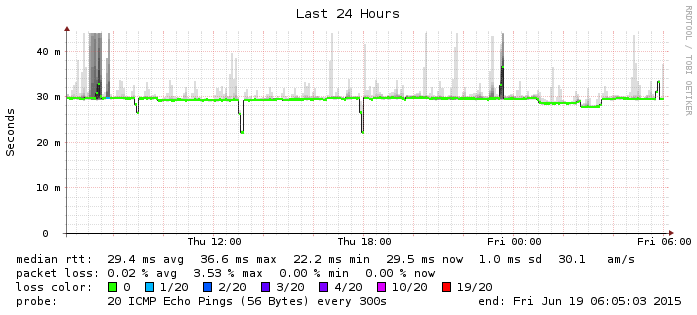 Last 24 Hours
RRDTOOL / TOBI OETIKER
Seconds
40 m
30 m
20 m
10 m
0
Thu 12:00 Thu 18:00 Fri 00:00 Fri 06:00
median rtt: 29.4 ms avg 36.6 ms max 22.2 ms min 29.5 ms now 1.0 ms sd 30.1 am/s
packet loss: 0.02 % avg 3.53 % max 0.00 % min 0.00 % now
loss color: 0 1/20 2/20 3/20 4/20 10/20 19/20
probe: 20 ICMP Echo Pings (56 Bytes) every 300s end: Fri Jun 19 06:05:03 2015